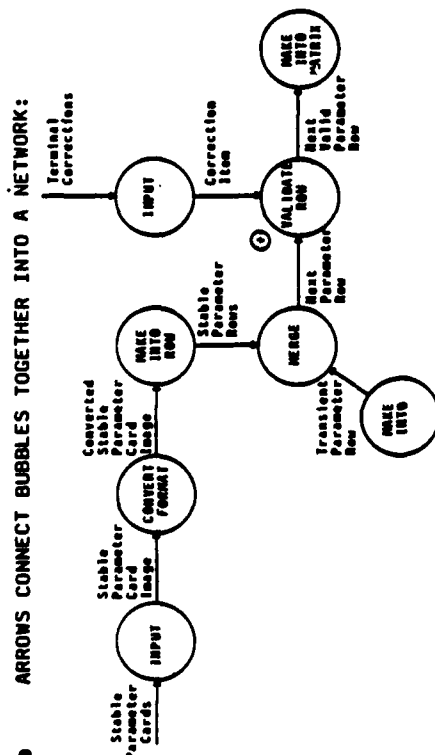 ARROWS CONNECT BUBBLES TOGETHER INTO A NETWORK:
Stable
Parameter
Cards
INPUT
Stable
Parameter
Card
Image
CONVERT
FORMAT
Converted
Stable
Parameter
Card
Image
MAKE
INTO
ROW
Stable
Parameter
Rows
Transient
Parameter
Row
MAKE
INTO
MERGE
Next
Parameter
Row
Terminal
Corrections
INPUT
Correction
Item
VALIDATE
ROW
Next
Valid
Parameter
Row
MAKE
INTO
MATRIX